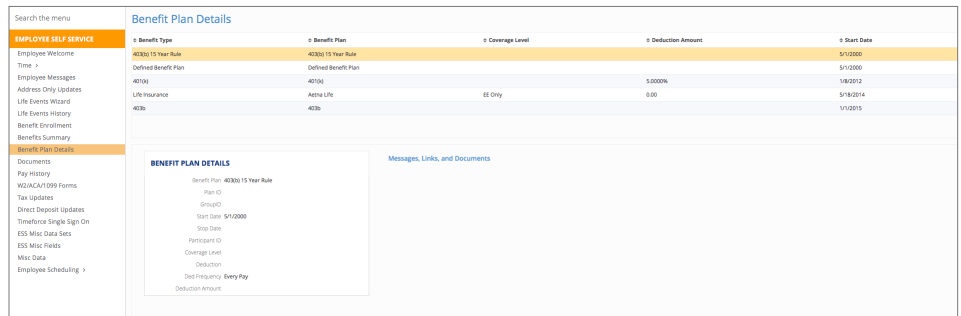 Search the menu
EMPLOYEE SELF SERVICE
Employee Welcome
Time >
Employee Messages
Address Only Updates
Life Events Wizard
Life Events History
Benefit Enrollment
Benefits Summary
Benefit Plan Details
Documents
Pay History
W2/ACA/1099 Forms
Tax Updates
Direct Deposit Updates
Timeforce Single Sign On
ESS Misc Data Sets
ESS Misc Fields
Misc Data
Employee Scheduling >
Benefit Plan Details
Benefit Type Benefit Plan Coverage Level Deduction Amount Start Date
403(b) 15 Year Rule 403(b) 15 Year Rule 5/1/2000
Defined Benefit Plan Defined Benefit Plan 5/1/2000
401(k) 401(k) 5.0000% 1/8/2012
Life Insurance Aetna Life EE Only 0.00 5/18/2014
403b 403b 1/1/2015
BENEFIT PLAN DETAILS
Benefit Plan 403(b) 15 Year Rule
Plan ID
GroupID
Start Date 5/1/2000
Stop Date
Participant ID
Coverage Level
Deduction
Ded Frequency Every Pay
Deduction Amount
Messages, Links, and Documents